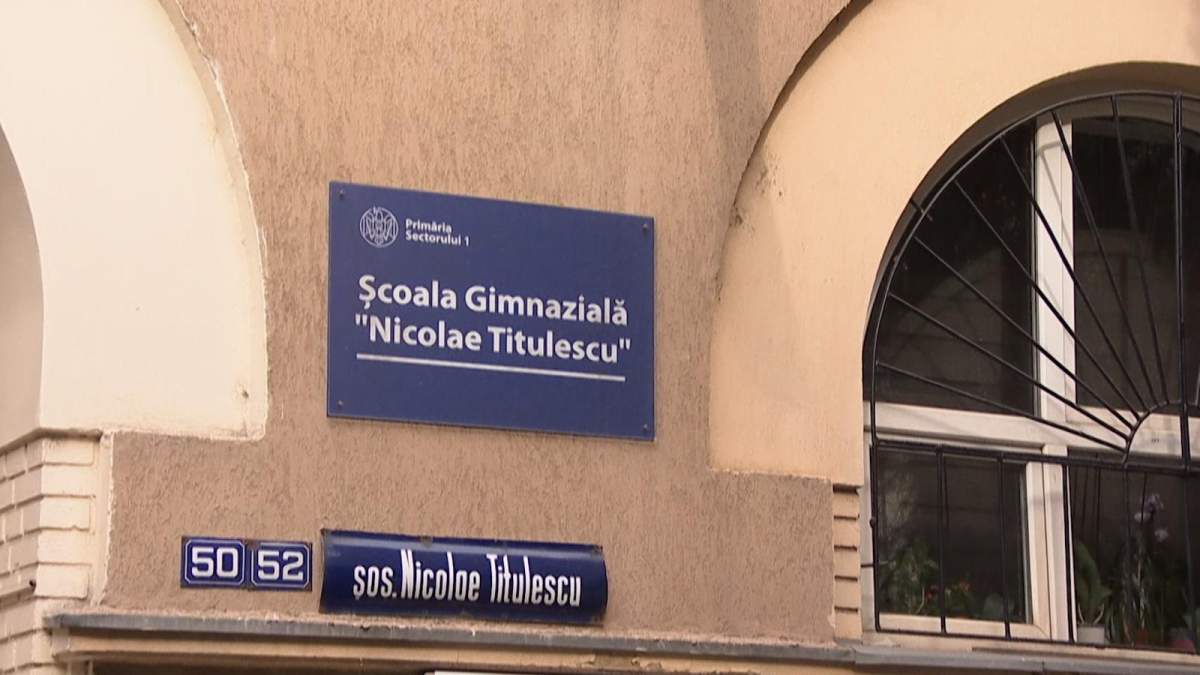 Primăria
Sectorului 1
Școala Gimnazială
"Nicolae Titulescu"
50 52
șos. Nicolae Titulescu